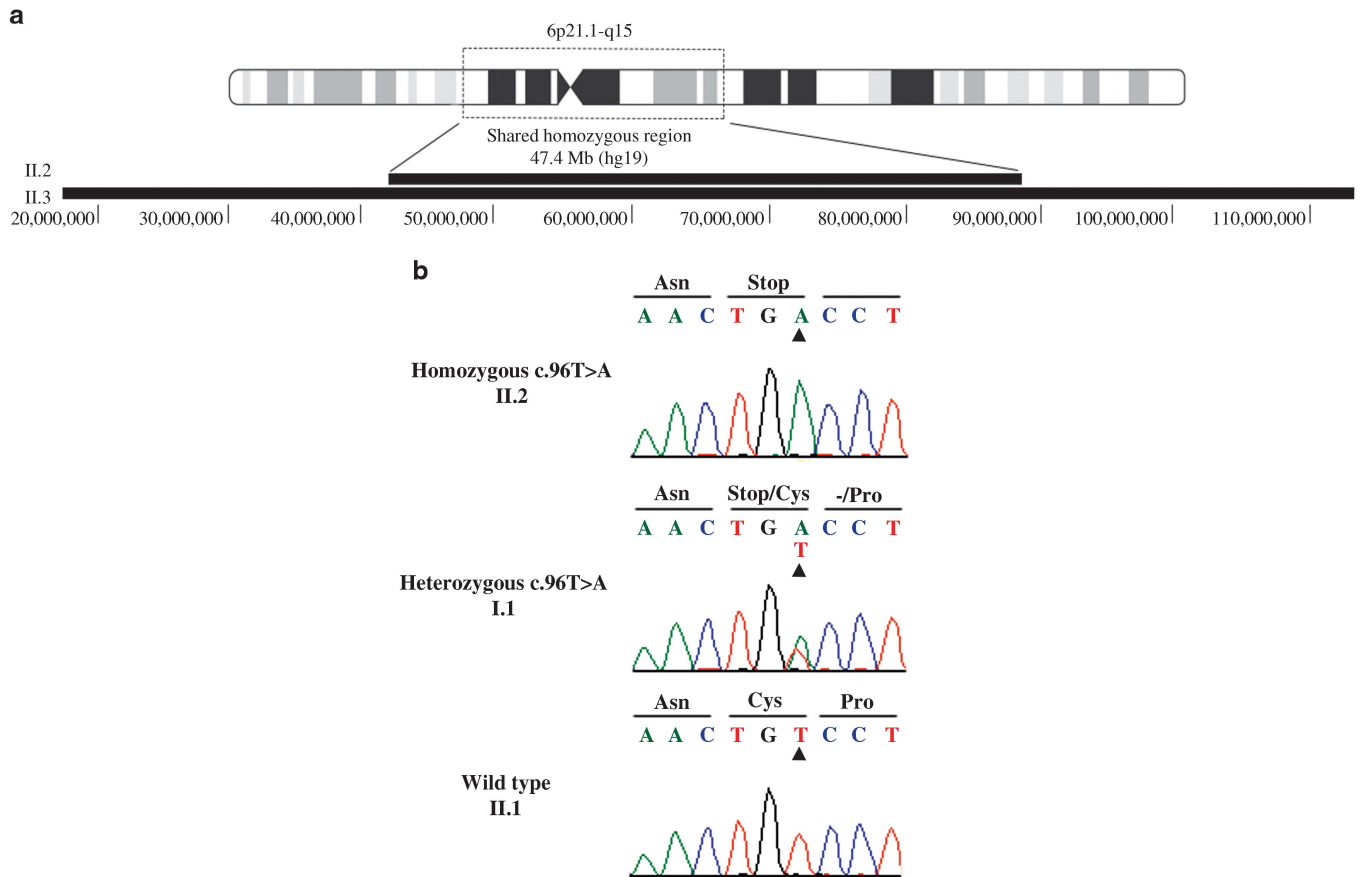 a
6p21.1-q15
Shared homozygous region
47.4 Mb (hg19)
II.2
II.3
20,000,000 30,000,000 40,000,000 50,000,000 60,000,000 70,000,000 80,000,000 90,000,000 100,000,000 110,000,000
b
Asn Stop
A A C T G A C C T
Homozygous c.96T>A
II.2
Asn Stop/Cys -/Pro
A A C T G A C C T
T
Heterozygous c.96T>A
I.1
Asn Cys Pro
A A C T G T C C T
Wild type
II.1